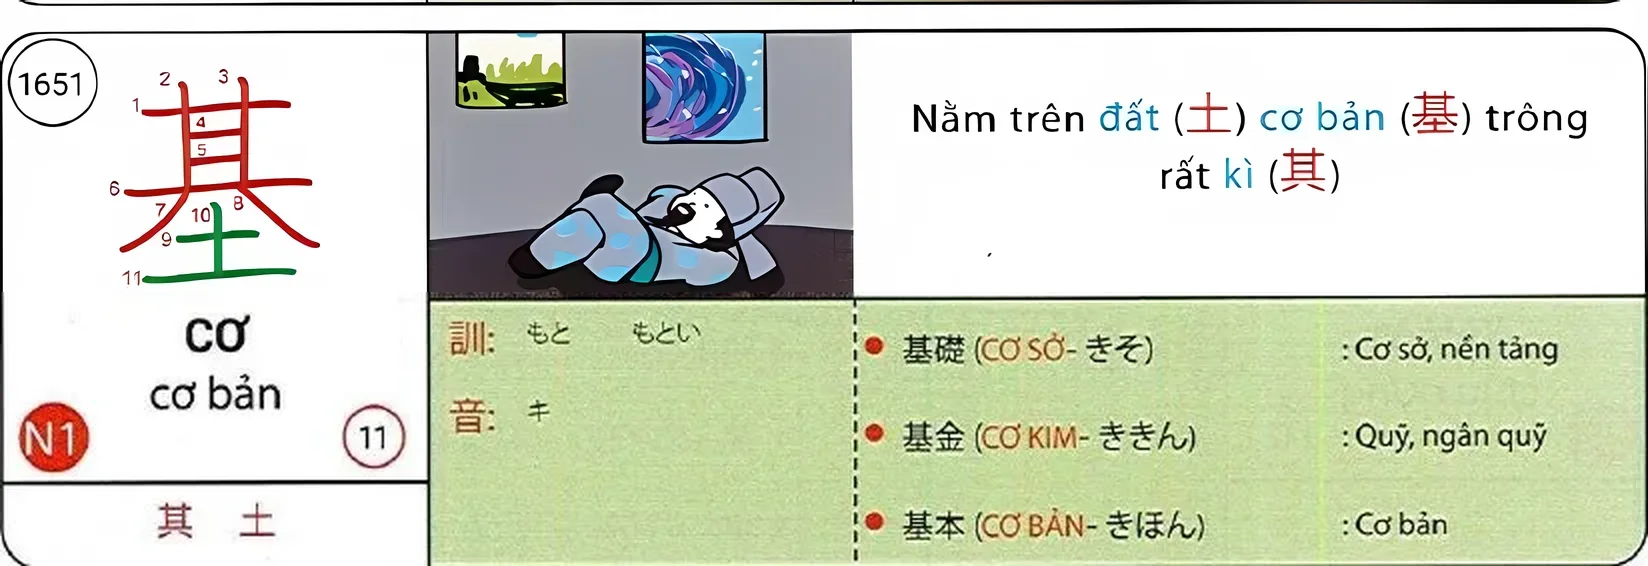 1651
1
2
3
4
5
6
7
8
9
10
11
CƠ
cơ bản
N1
11
其 土
Nằm trên đất (土) cơ bản (基) trông
rất kì (其)
訓: もと もとい
音: キ
基礎 (CƠ SỞ- きそ) : Cơ sở, nền tảng
基金 (CƠ KIM- ききん) : Quỹ, ngân quỹ
基本 (CƠ BẢN- きほん) : Cơ bản